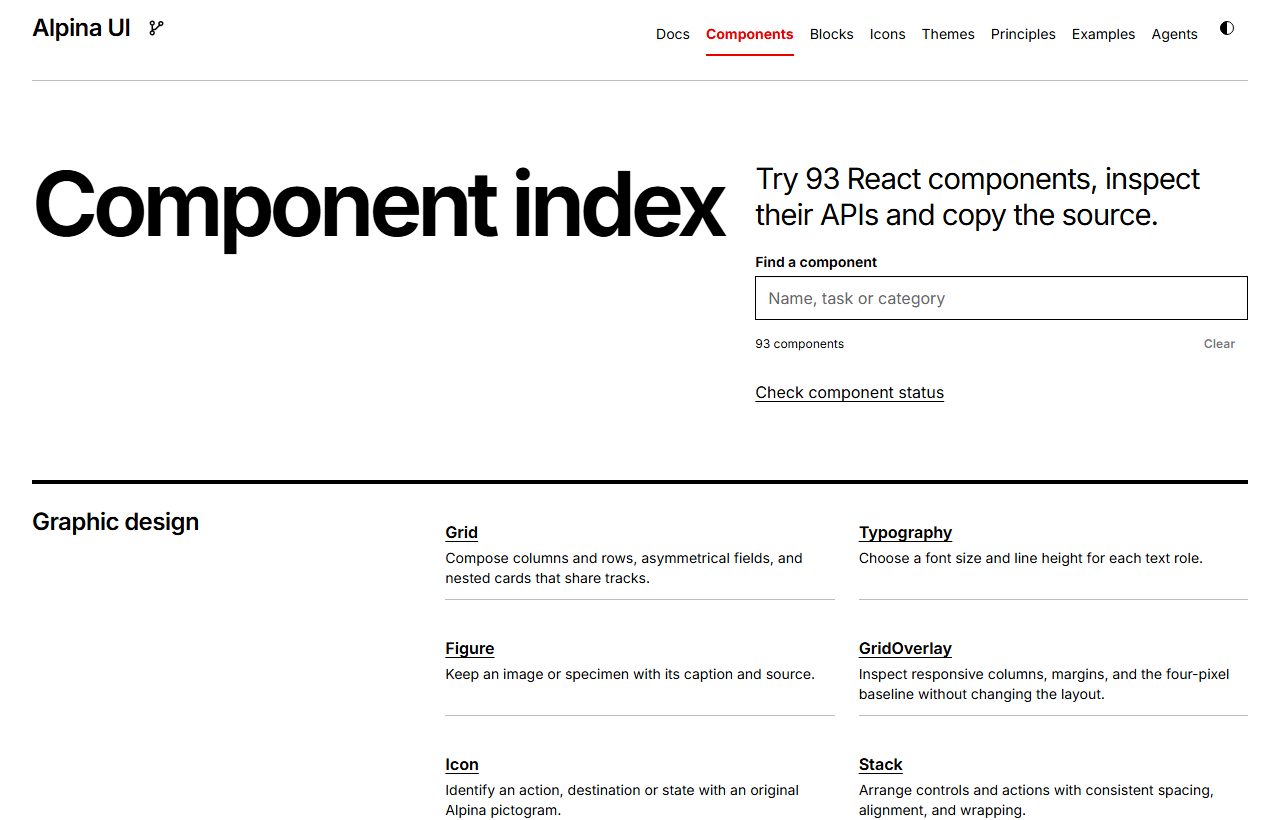 Alpina UI
Docs Components Blocks Icons Themes Principles Examples Agents
Component index
Try 93 React components, inspect
their APIs and copy the source.
Find a component
Name, task or category
93 components
Clear
Check component status
Graphic design
Grid
Compose columns and rows, asymmetrical fields, and
nested cards that share tracks.
Typography
Choose a font size and line height for each text role.
Figure
Keep an image or specimen with its caption and source.
GridOverlay
Inspect responsive columns, margins, and the four-pixel
baseline without changing the layout.
Icon
Identify an action, destination or state with an original
Alpina pictogram.
Stack
Arrange controls and actions with consistent spacing,
alignment, and wrapping.